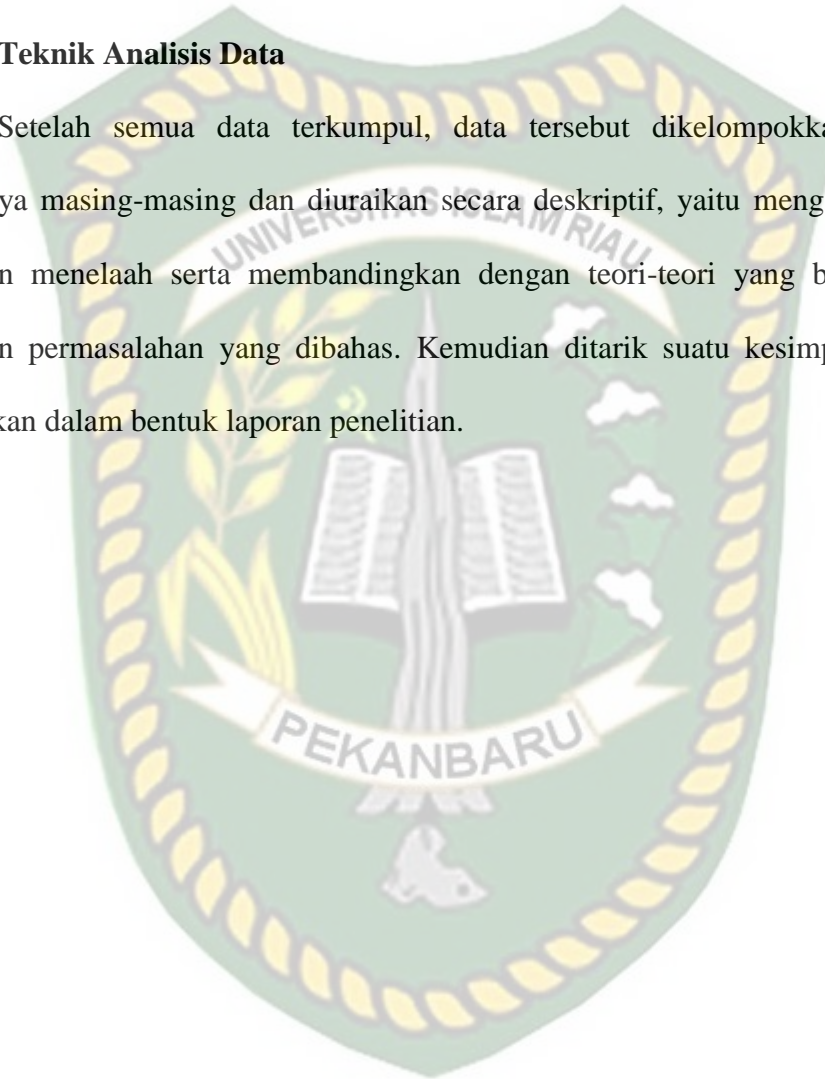 Teknik Analisis Data
Setelah semua data terkumpul, data tersebut dikelompokka
ya masing-masing dan diuraikan secara deskriptif, yaitu meng
n menelaah serta membandingkan dengan teori-teori yang b
n permasalahan yang dibahas. Kemudian ditarik suatu kesimp
kan dalam bentuk laporan penelitian.
UNIVERSITAS ISLAM RIAU
PEKANBARU